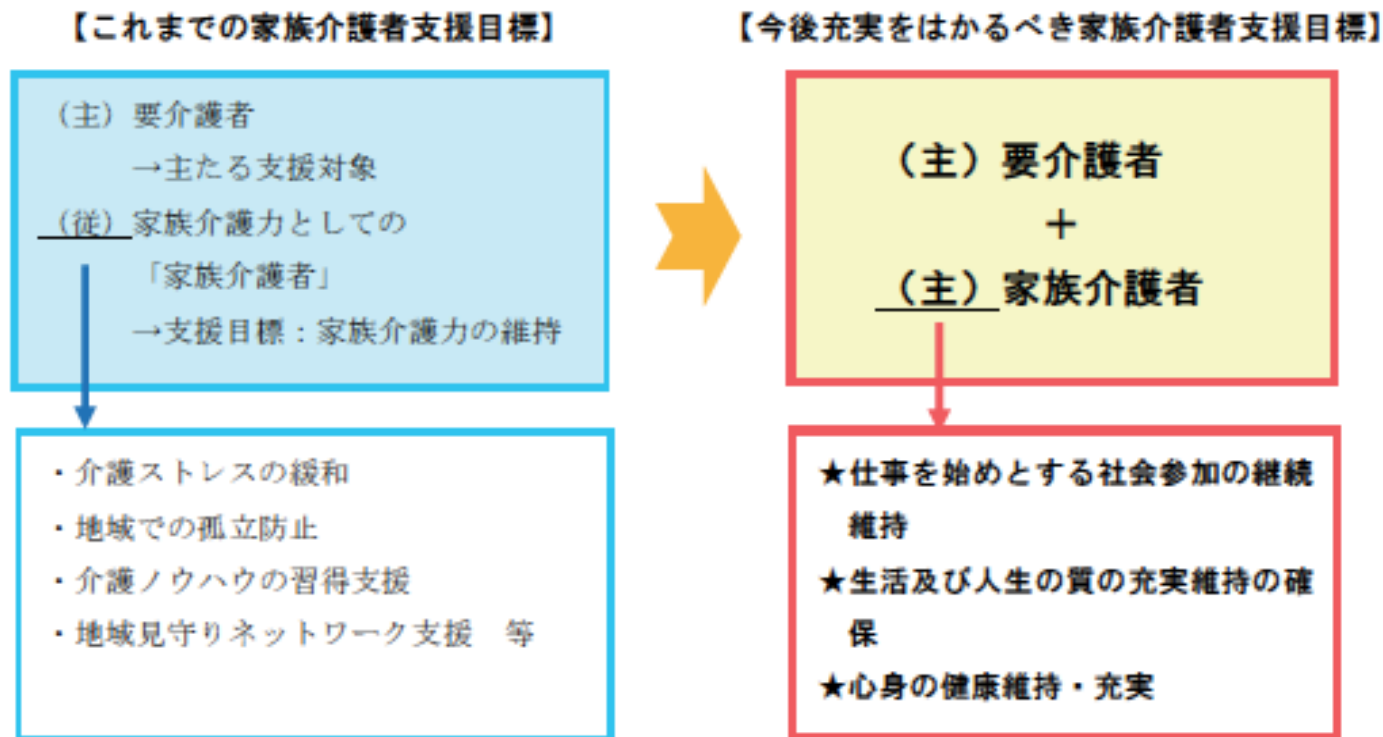 【これまでの家族介護者支援目標】
（主）要介護者
→主たる支援対象
（従）家族介護力としての
「家族介護者」
→支援目標：家族介護力の維持
・介護ストレスの緩和
・地域での孤立防止
・介護ノウハウの習得支援
・地域見守りネットワーク支援　等
【今後充実をはかるべき家族介護者支援目標】
（主）要介護者
＋
（主）家族介護者
★仕事を始めとする社会参加の継続
維持
★生活及び人生の質の充実維持の確
保
★心身の健康維持・充実